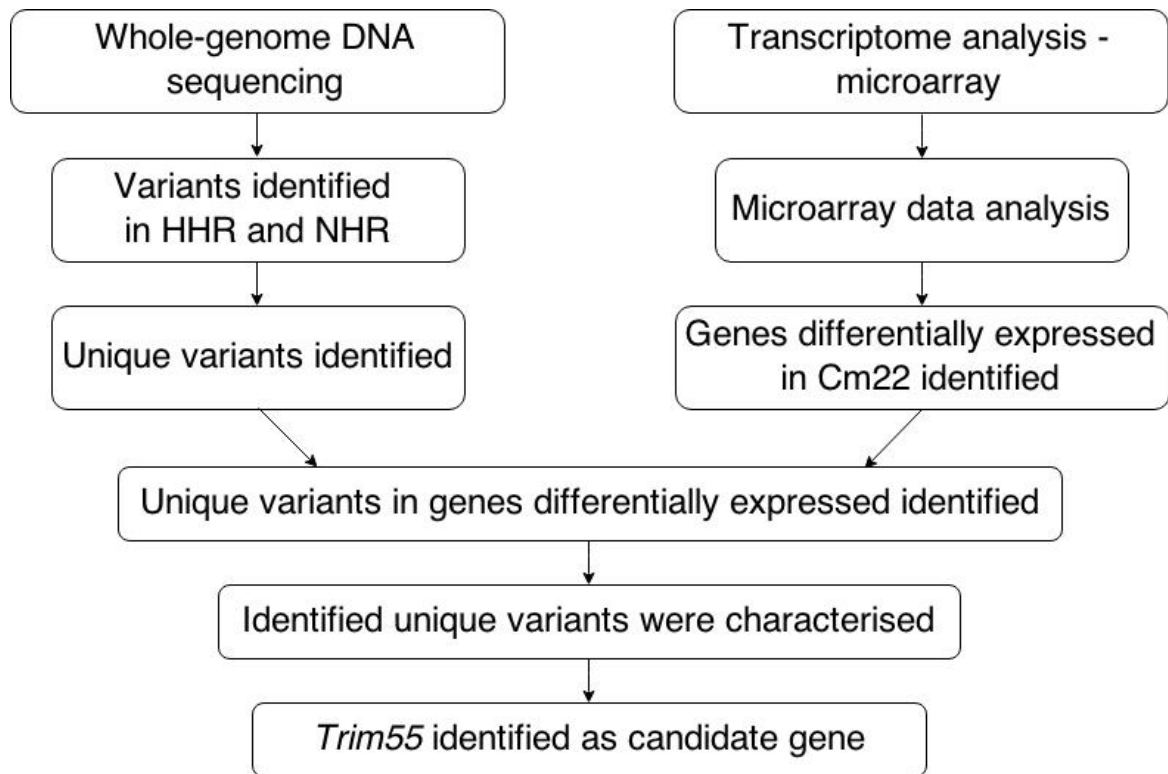 Whole-genome DNA
sequencing
Transcriptome analysis -
microarray
Variants identified
in HHR and NHR
Microarray data analysis
Unique variants identified
Genes differentially expressed
in Cm22 identified
Unique variants in genes differentially expressed identified
Identified unique variants were characterised
Trim55 identified as candidate gene